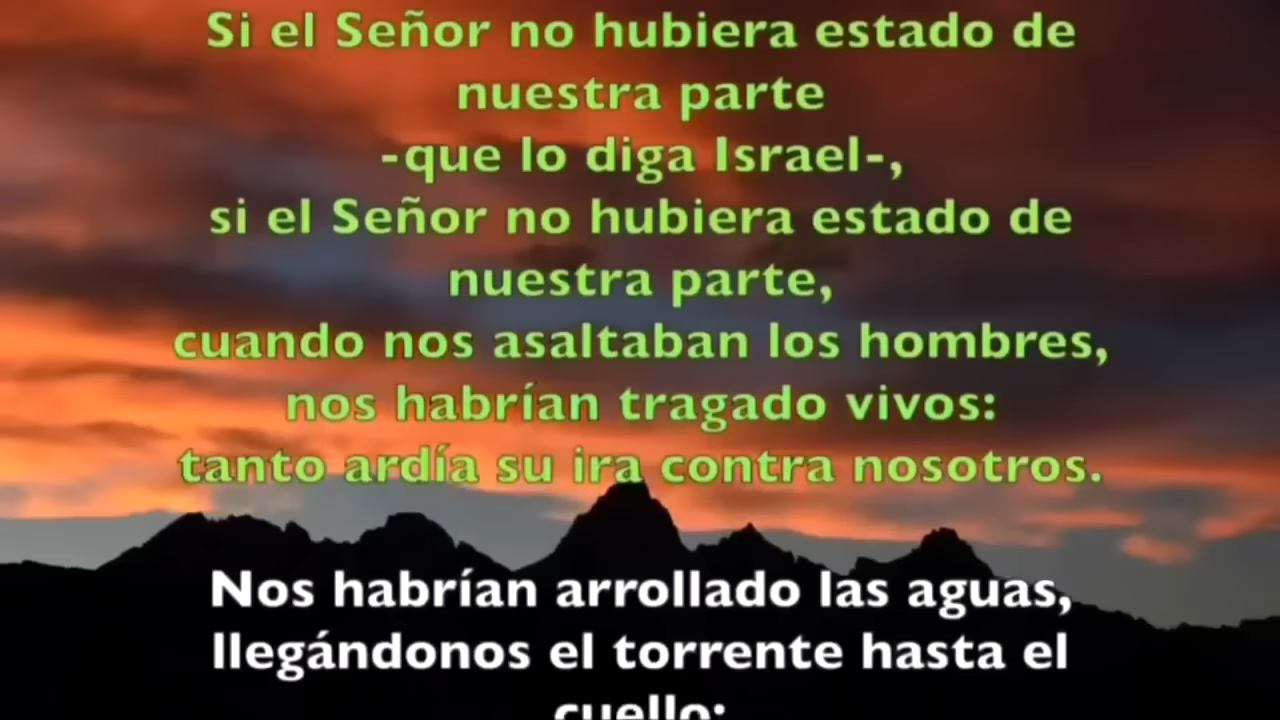 Si el Señor no hubiera estado de
nuestra parte
-que lo diga Israel-,
si el Señor no hubiera estado de
nuestra parte,
cuando nos asaltaban los hombres,
nos habrían tragado vivos:
tanto ardía su ira contra nosotros.
Nos habrían arrollado las aguas,
llegándonos el torrente hasta el
cuello: